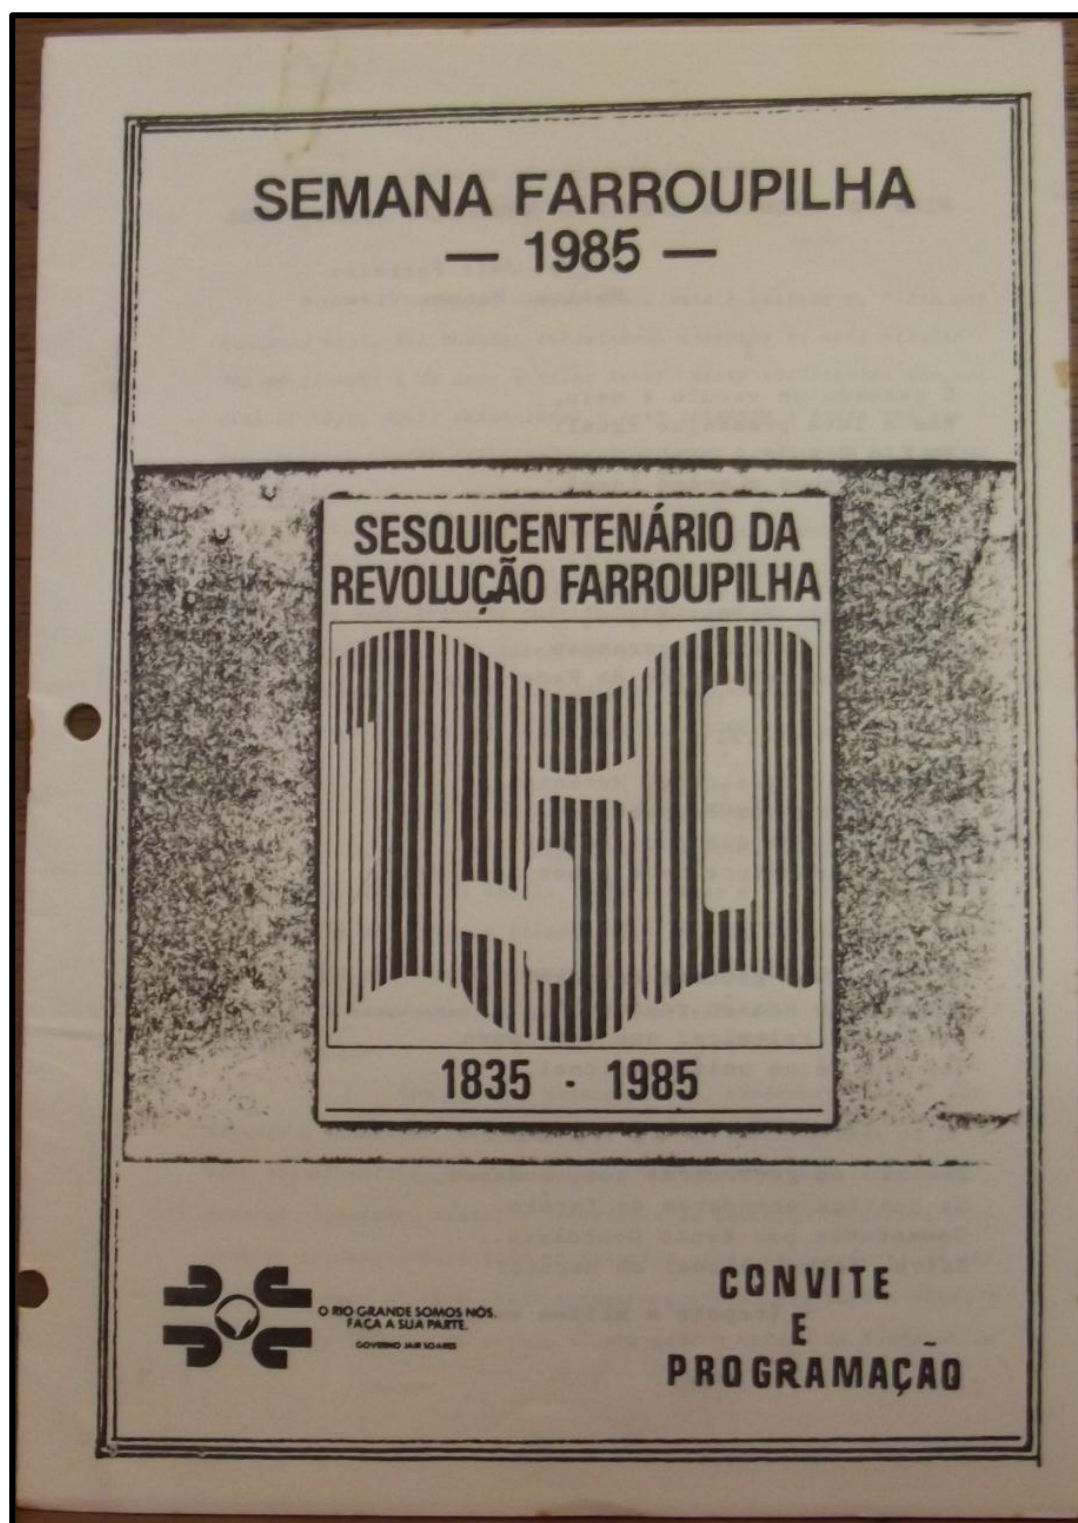 SEMANA FARROUPILHA
— 1985 —
SESQUICENTENÁRIO DA
REVOLUÇÃO FARROUPILHA
150
1835 - 1985
O RIO GRANDE SOMOS NÓS.
FAÇA A SUA PARTE.
GOVERNO JAIR SOARES
CONVITE
E
PROGRAMAÇÃO